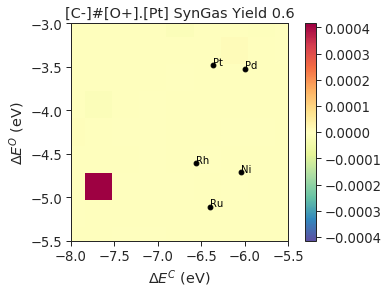 [C-]#[O+].[Pt] SynGas Yield 0.6
−3.0
−3.5
−4.0
−4.5
−5.0
−5.5
ΔE^O (eV)
Pt
Pd
Rh
Ni
Ru
−8.0 −7.5 −7.0 −6.5 −6.0 −5.5
ΔE^C (eV)
0.0004
0.0003
0.0002
0.0001
0.0000
−0.0001
−0.0002
−0.0003
−0.0004